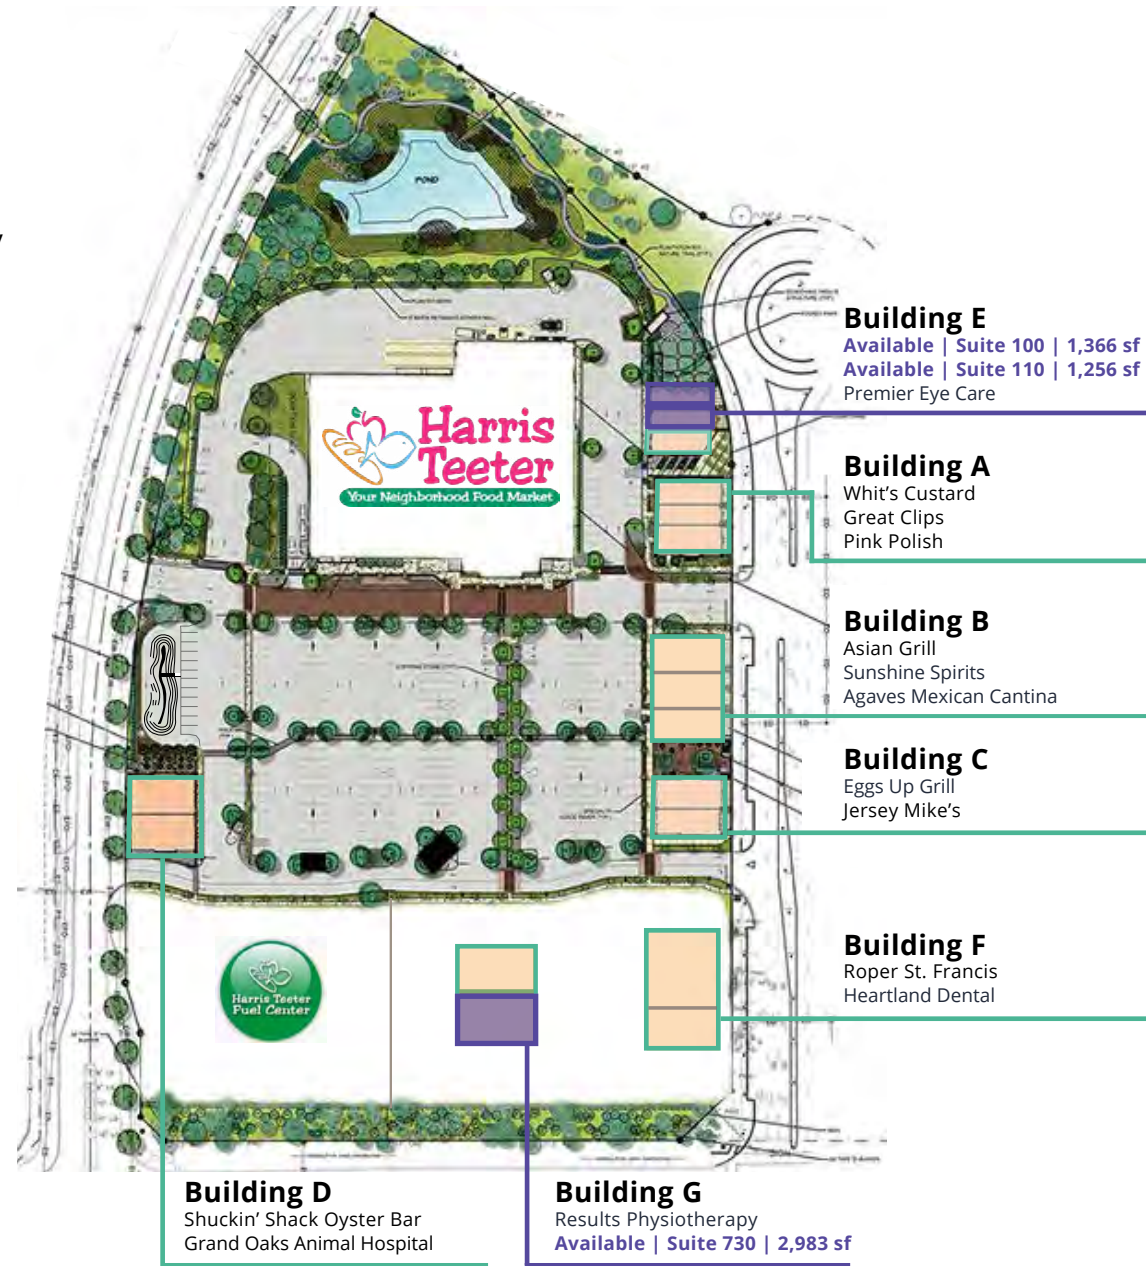 POND
Building E
Available | Suite 100 | 1,366 sf
Available | Suite 110 | 1,256 sf
Premier Eye Care
Harris
Teeter
Your Neighborhood Food Market
Building A
Whit's Custard
Great Clips
Pink Polish
Building B
Asian Grill
Sunshine Spirits
Agaves Mexican Cantina
Building C
Eggs Up Grill
Jersey Mike's
Building F
Roper St. Francis
Heartland Dental
Harris Teeter
Fuel Center
Building D
Shuckin' Shack Oyster Bar
Grand Oaks Animal Hospital
Building G
Results Physiotherapy
Available | Suite 730 | 2,983 sf